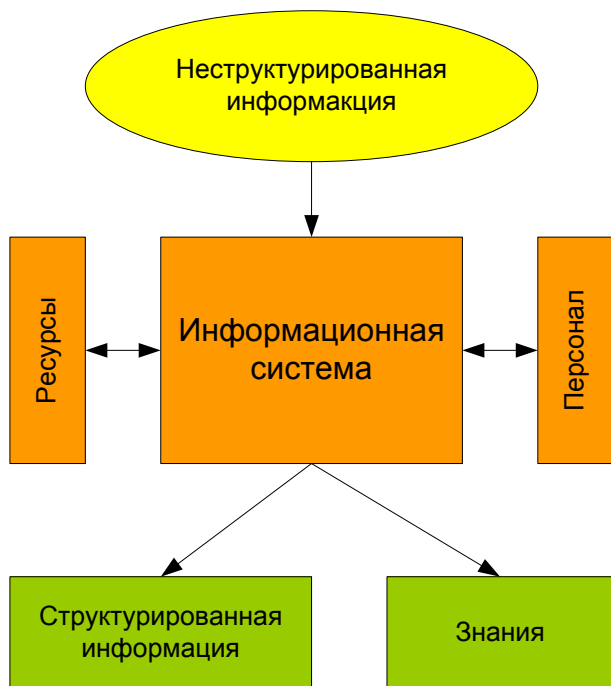 Неструктурированная
информакция
Ресурсы
Информационная
система
Персонал
Структурированная
информация
Знания